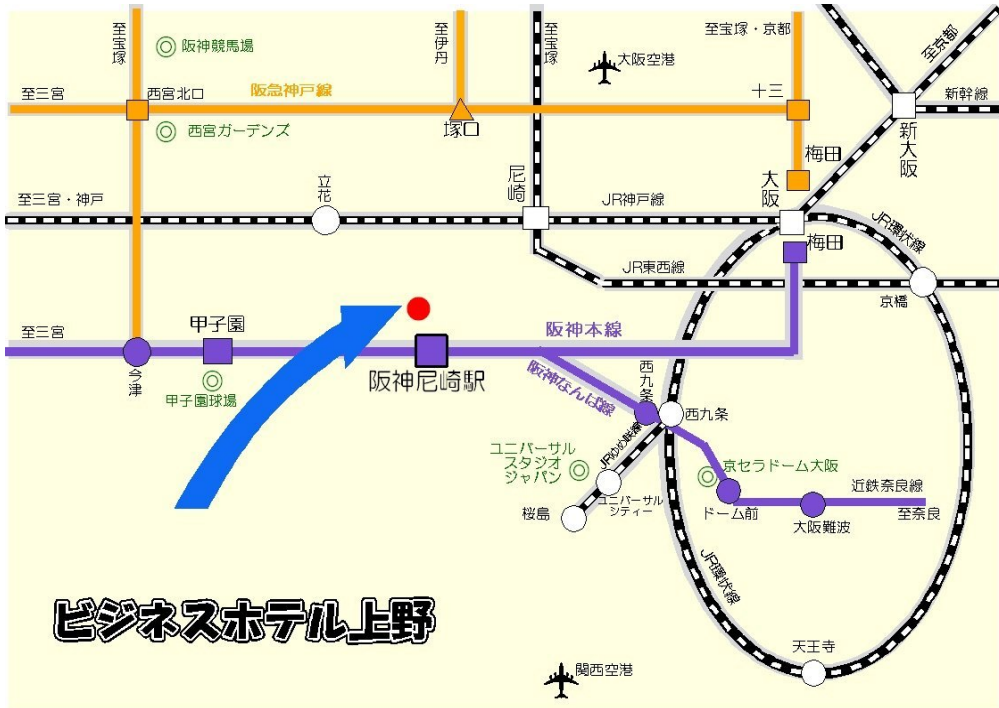 至宝塚
阪神競馬場
至伊丹
至宝塚
大阪空港
至宝塚・京都
至京都
至三宮
西宮北口
阪急神戸線
十三
新幹線
西宮ガーデンズ
塚口
新大阪
梅田
尼崎
立花
大阪
至三宮・神戸
JR神戸線
JR環状線
梅田
JR東西線
京橋
至三宮
甲子園
阪神本線
今津
阪神尼崎駅
阪神なんば線
西九条
甲子園球場
西九条
JRゆめ咲線
ユニバーサル
スタジオ
ジャパン
京セラドーム大阪
近鉄奈良線
ユニバーサル
シティー
桜島
ドーム前
至奈良
大阪難波
JR環状線
ビジネスホテル上野
天王寺
関西空港